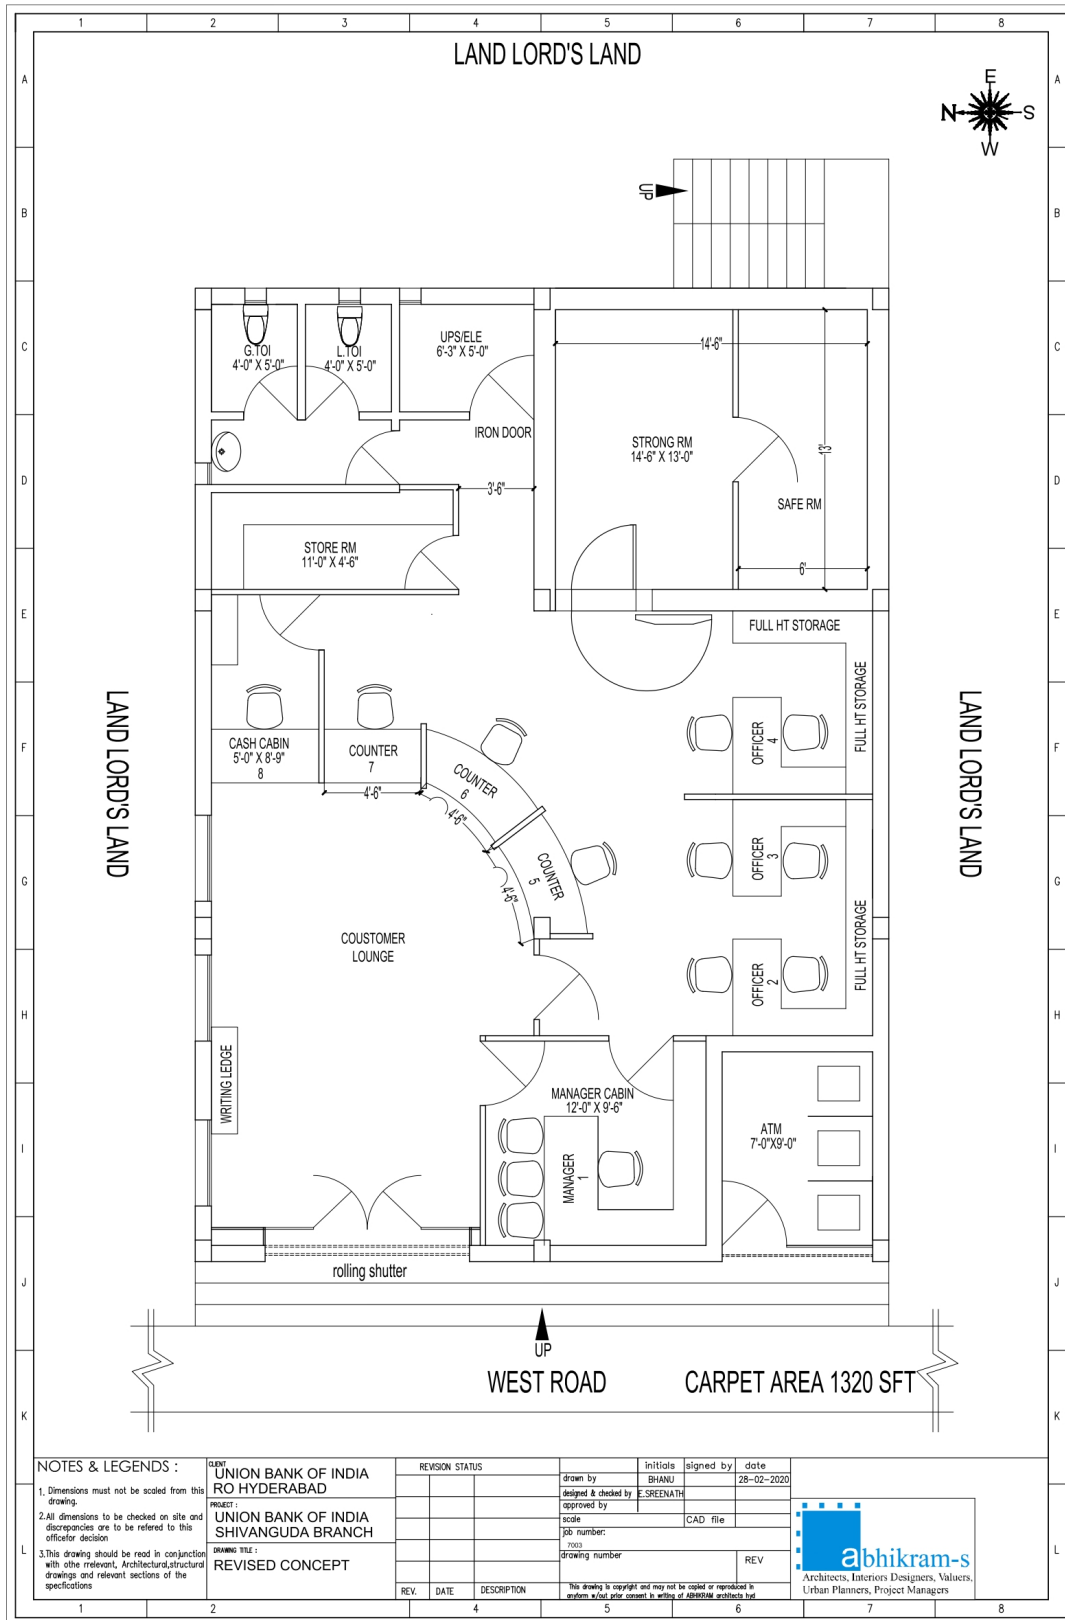 1 2 3 4 5 6 7 8
A A
B B
C C
D D
E E
F F
G G
H H
I I
J J
K K
L L
LAND LORD'S LAND
E
N S
W
UP
G.TOI
4'-0" X 5'-0"
L.TOI
4'-0" X 5'-0"
UPS/ELE
6'-3" X 5'-0"
14'-6"
IRON DOOR
STRONG RM
14'-6" X 13'-0"
13'
3'-6"
SAFE RM
STORE RM
11'-0" X 4'-6"
6'
FULL HT STORAGE
FULL HT STORAGE
LAND LORD'S LAND
LAND LORD'S LAND
CASH CABIN
5'-0" X 8'-9"
8
COUNTER
7
4'-6"
COUNTER
6
4'-6"
COUNTER
5
4'-6"
OFFICER
4
OFFICER
3
OFFICER
2
FULL HT STORAGE
COUSTOMER
LOUNGE
WRITING LEDGE
MANAGER CABIN
12'-0" X 9'-6"
MANAGER
1
ATM
7'-0"X9'-0"
rolling shutter
UP
WEST ROAD
CARPET AREA 1320 SFT
NOTES & LEGENDS :
1. Dimensions must not be scaled from this
drawing.
2.All dimensions to be checked on site and
discrepancies are to be refered to this
officefor decision
3.This drawing should be read in conjunction
with othe rrelevant, Architectural,structural
drawings and relevant sections of the
specfications
CLIENT
UNION BANK OF INDIA
RO HYDERABAD
PROJECT :
UNION BANK OF INDIA
SHIVANGUDA BRANCH
DRAWING TITLE :
REVISED CONCEPT
REVISION STATUS
REV. DATE DESCRIPTION
initials signed by date
drawn by BHANU 28-02-2020
designed & checked by E.SREENATH
approved by
scale CAD file
job number:
7003
drawing number REV
This drawing is copyright and may not be copied or reproduced in
anyform w/out prior consent in writing of ABHIKRAM architects hyd
abhikram-s
Architects, Interiors Designers, Valuers,
Urban Planners, Project Managers
1 2 3 4 5 6 7 8